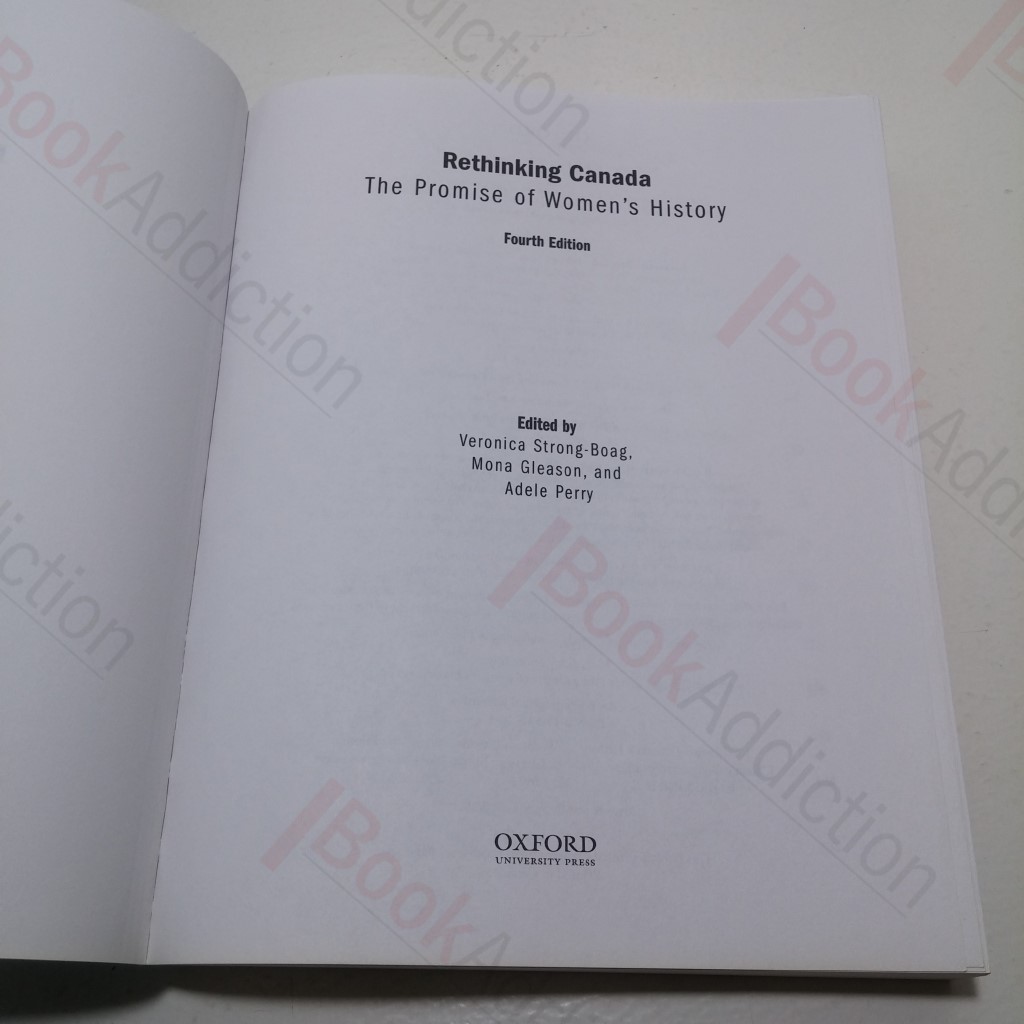 Rethinking Canada
The Promise of Women's History
Fourth Edition
Edited by
Veronica Strong-Boag,
Mona Gleason, and
Adele Perry
OXFORD
UNIVERSITY PRESS
BookAddiction
BookAddiction
BookAddiction